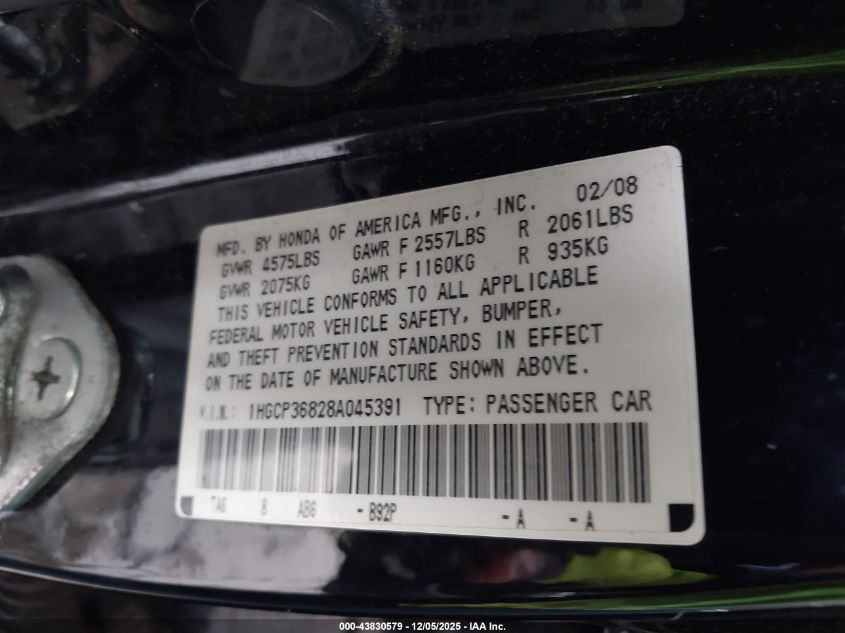 MFD. BY HONDA OF AMERICA MFG., INC. 02/08
GVWR 4575LBS GAWR F 2557LBS R 2061LBS
GVWR 2075KG GAWR F 1160KG R 935KG
THIS VEHICLE CONFORMS TO ALL APPLICABLE
FEDERAL MOTOR VEHICLE SAFETY, BUMPER,
AND THEFT PREVENTION STANDARDS IN EFFECT
ON THE DATE OF MANUFACTURE SHOWN ABOVE.
V.I.N.: 1HGCP36828A045391 TYPE: PASSENGER CAR
TA6 8 AB6 - B92P - A - A
000-43830579 - 12/05/2025 - IAA Inc.